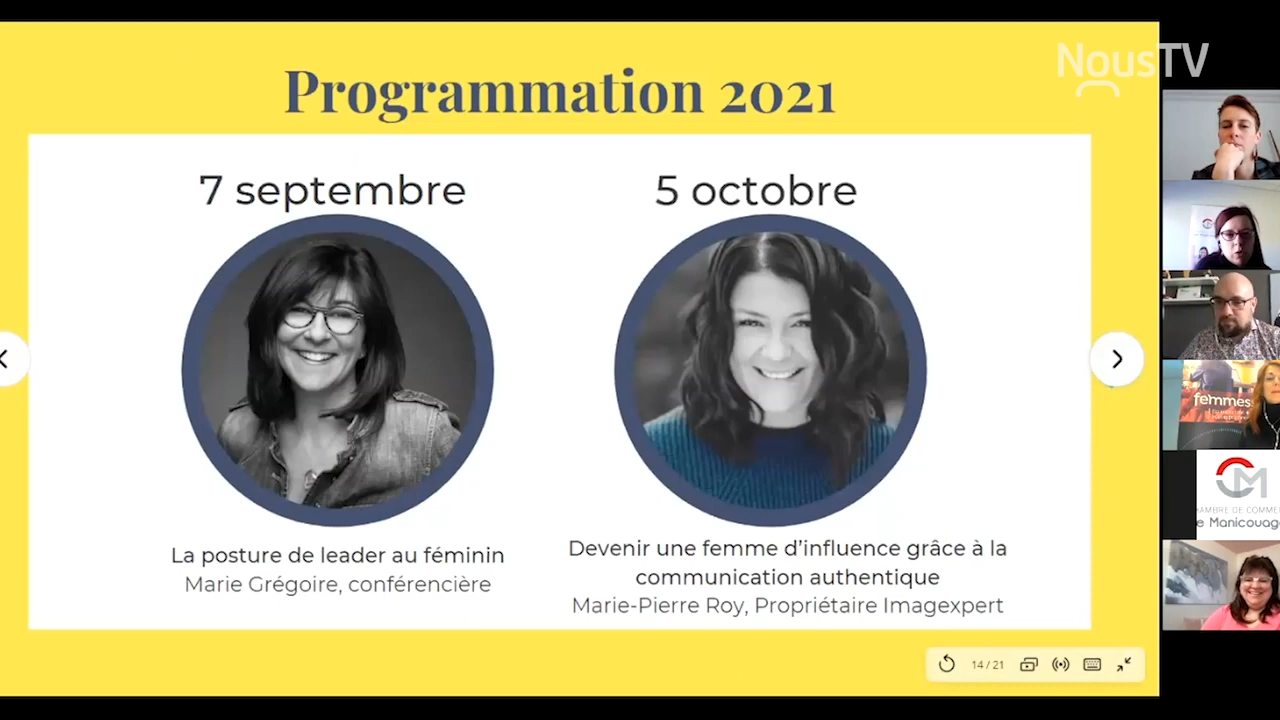 NousTV
Programmation 2021
7 septembre
5 octobre
La posture de leader au féminin
Marie Grégoire, conférencière
Devenir une femme d'influence grâce à la
communication authentique
Marie-Pierre Roy, Propriétaire Imagexpert
14 / 21
femmes
CM